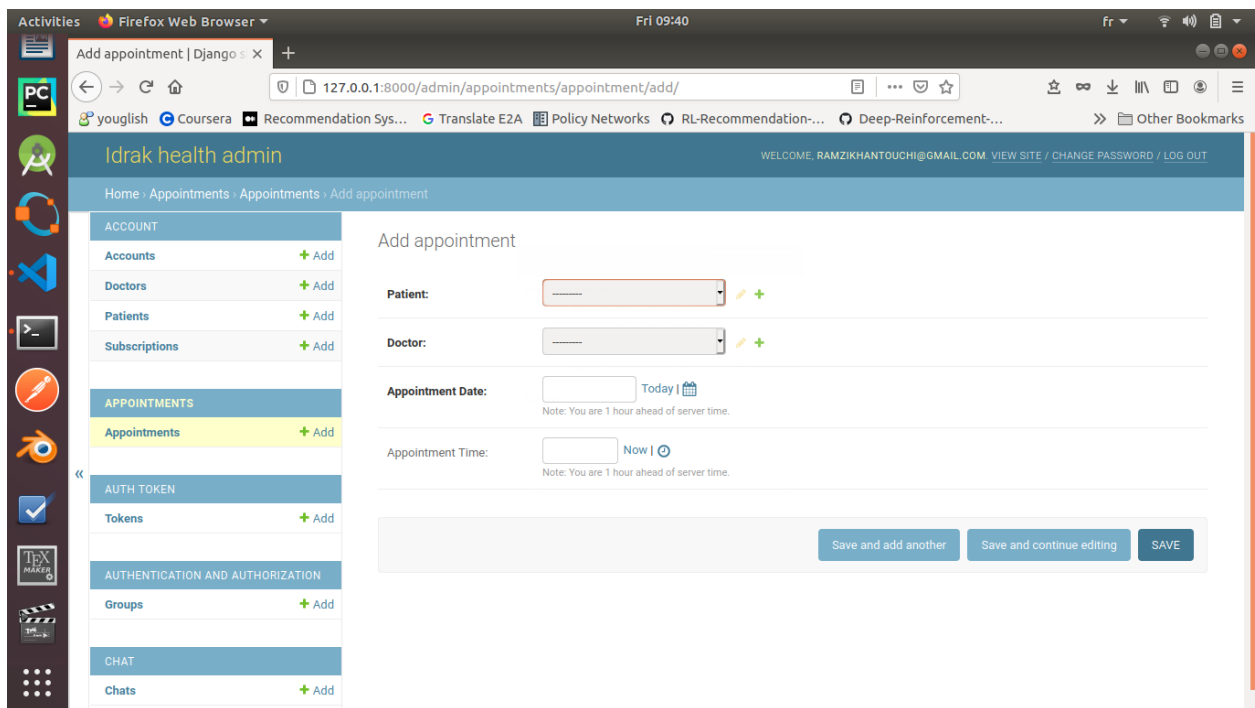 Activities Firefox Web Browser Fri 09:40 fr
Add appointment | Django s
127.0.0.1:8000/admin/appointments/appointment/add/
youglish Coursera Recommendation Sys... Translate E2A Policy Networks RL-Recommendation-... Deep-Reinforcement-... Other Bookmarks
Idrak health admin WELCOME, RAMZIKHANTOUCHI@GMAIL.COM. VIEW SITE / CHANGE PASSWORD / LOG OUT
Home › Appointments › Appointments › Add appointment
ACCOUNT
Accounts + Add
Doctors + Add
Patients + Add
Subscriptions + Add
APPOINTMENTS
Appointments + Add
«
AUTH TOKEN
Tokens + Add
AUTHENTICATION AND AUTHORIZATION
Groups + Add
CHAT
Chats + Add
Add appointment
Patient: ---------
Doctor: ---------
Appointment Date: Today |
Note: You are 1 hour ahead of server time.
Appointment Time: Now |
Note: You are 1 hour ahead of server time.
Save and add another Save and continue editing SAVE
PC
TEX
MAKER